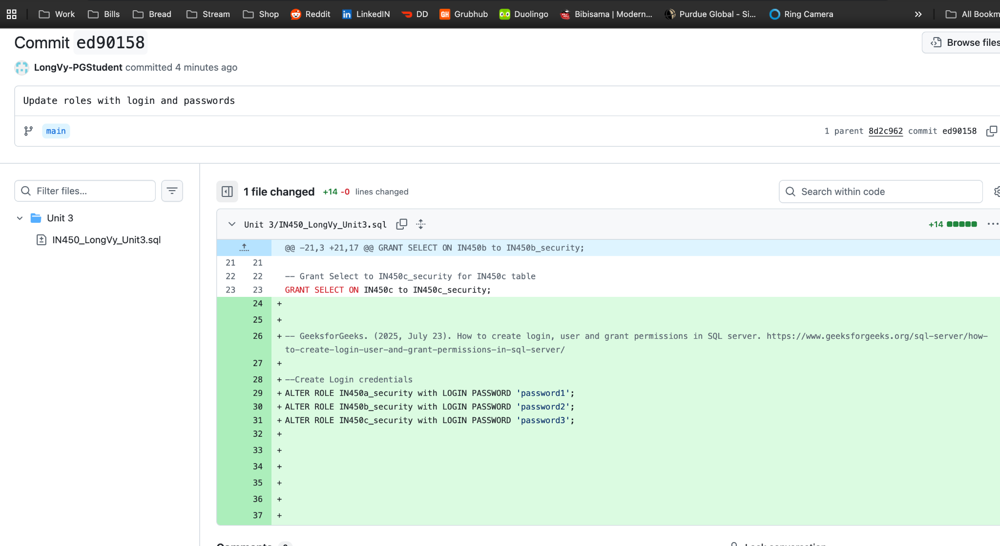 Work Bills Bread Stream Shop Reddit LinkedIN DD Grubhub Duolingo Bibisama | Modern... Purdue Global - Si... Ring Camera » All Bookm
Commit ed90158
Browse files
LongVy-PGStudent committed 4 minutes ago
Update roles with login and passwords
main
1 parent 8d2c962 commit ed90158
Filter files...
Unit 3
IN450_LongVy_Unit3.sql
1 file changed +14 -0 lines changed
Search within code
Unit 3/IN450_LongVy_Unit3.sql
+14
@@ -21,3 +21,17 @@ GRANT SELECT ON IN450b to IN450b_security;
21 21
22 22 -- Grant Select to IN450c_security for IN450c table
23 23 GRANT SELECT ON IN450c to IN450c_security;
24 +
25 +
26 + -- GeeksforGeeks. (2025, July 23). How to create login, user and grant permissions in SQL server. https://www.geeksforgeeks.org/sql-server/how-
to-create-login-user-and-grant-permissions-in-sql-server/
27 +
28 + --Create Login credentials
29 + ALTER ROLE IN450a_security with LOGIN PASSWORD 'password1';
30 + ALTER ROLE IN450b_security with LOGIN PASSWORD 'password2';
31 + ALTER ROLE IN450c_security with LOGIN PASSWORD 'password3';
32 +
33 +
34 +
35 +
36 +
37 +